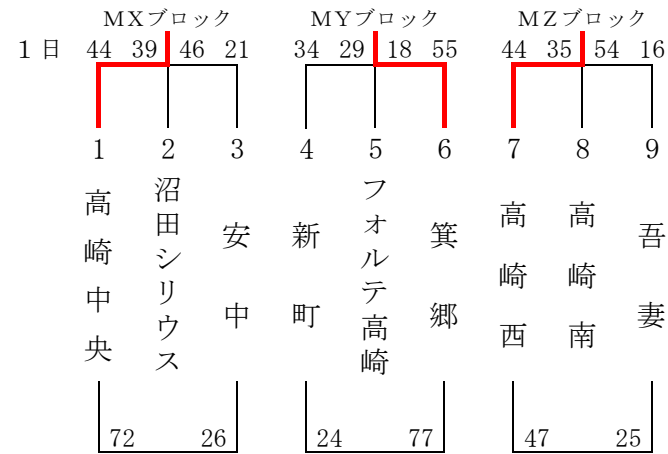 MXブロック MYブロック MZブロック
1日 44 39 46 21 34 29 18 55 44 35 54 16
1 2 3 4 5 6 7 8 9
高崎中央
沼田シリウス
安中
新町
フォルテ高崎
箕郷
高崎西
高崎南
吾妻
72 26 24 77 47 25